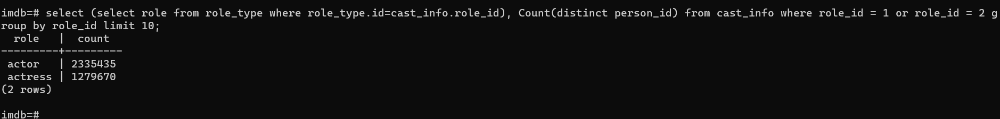 imdb=# select (select role from role_type where role_type.id=cast_info.role_id), Count(distinct person_id) from cast_info where role_id = 1 or role_id = 2 g
roup by role_id limit 10;
  role   |  count
---------+---------
 actor   | 2335435
 actress | 1279670
(2 rows)

imdb=#